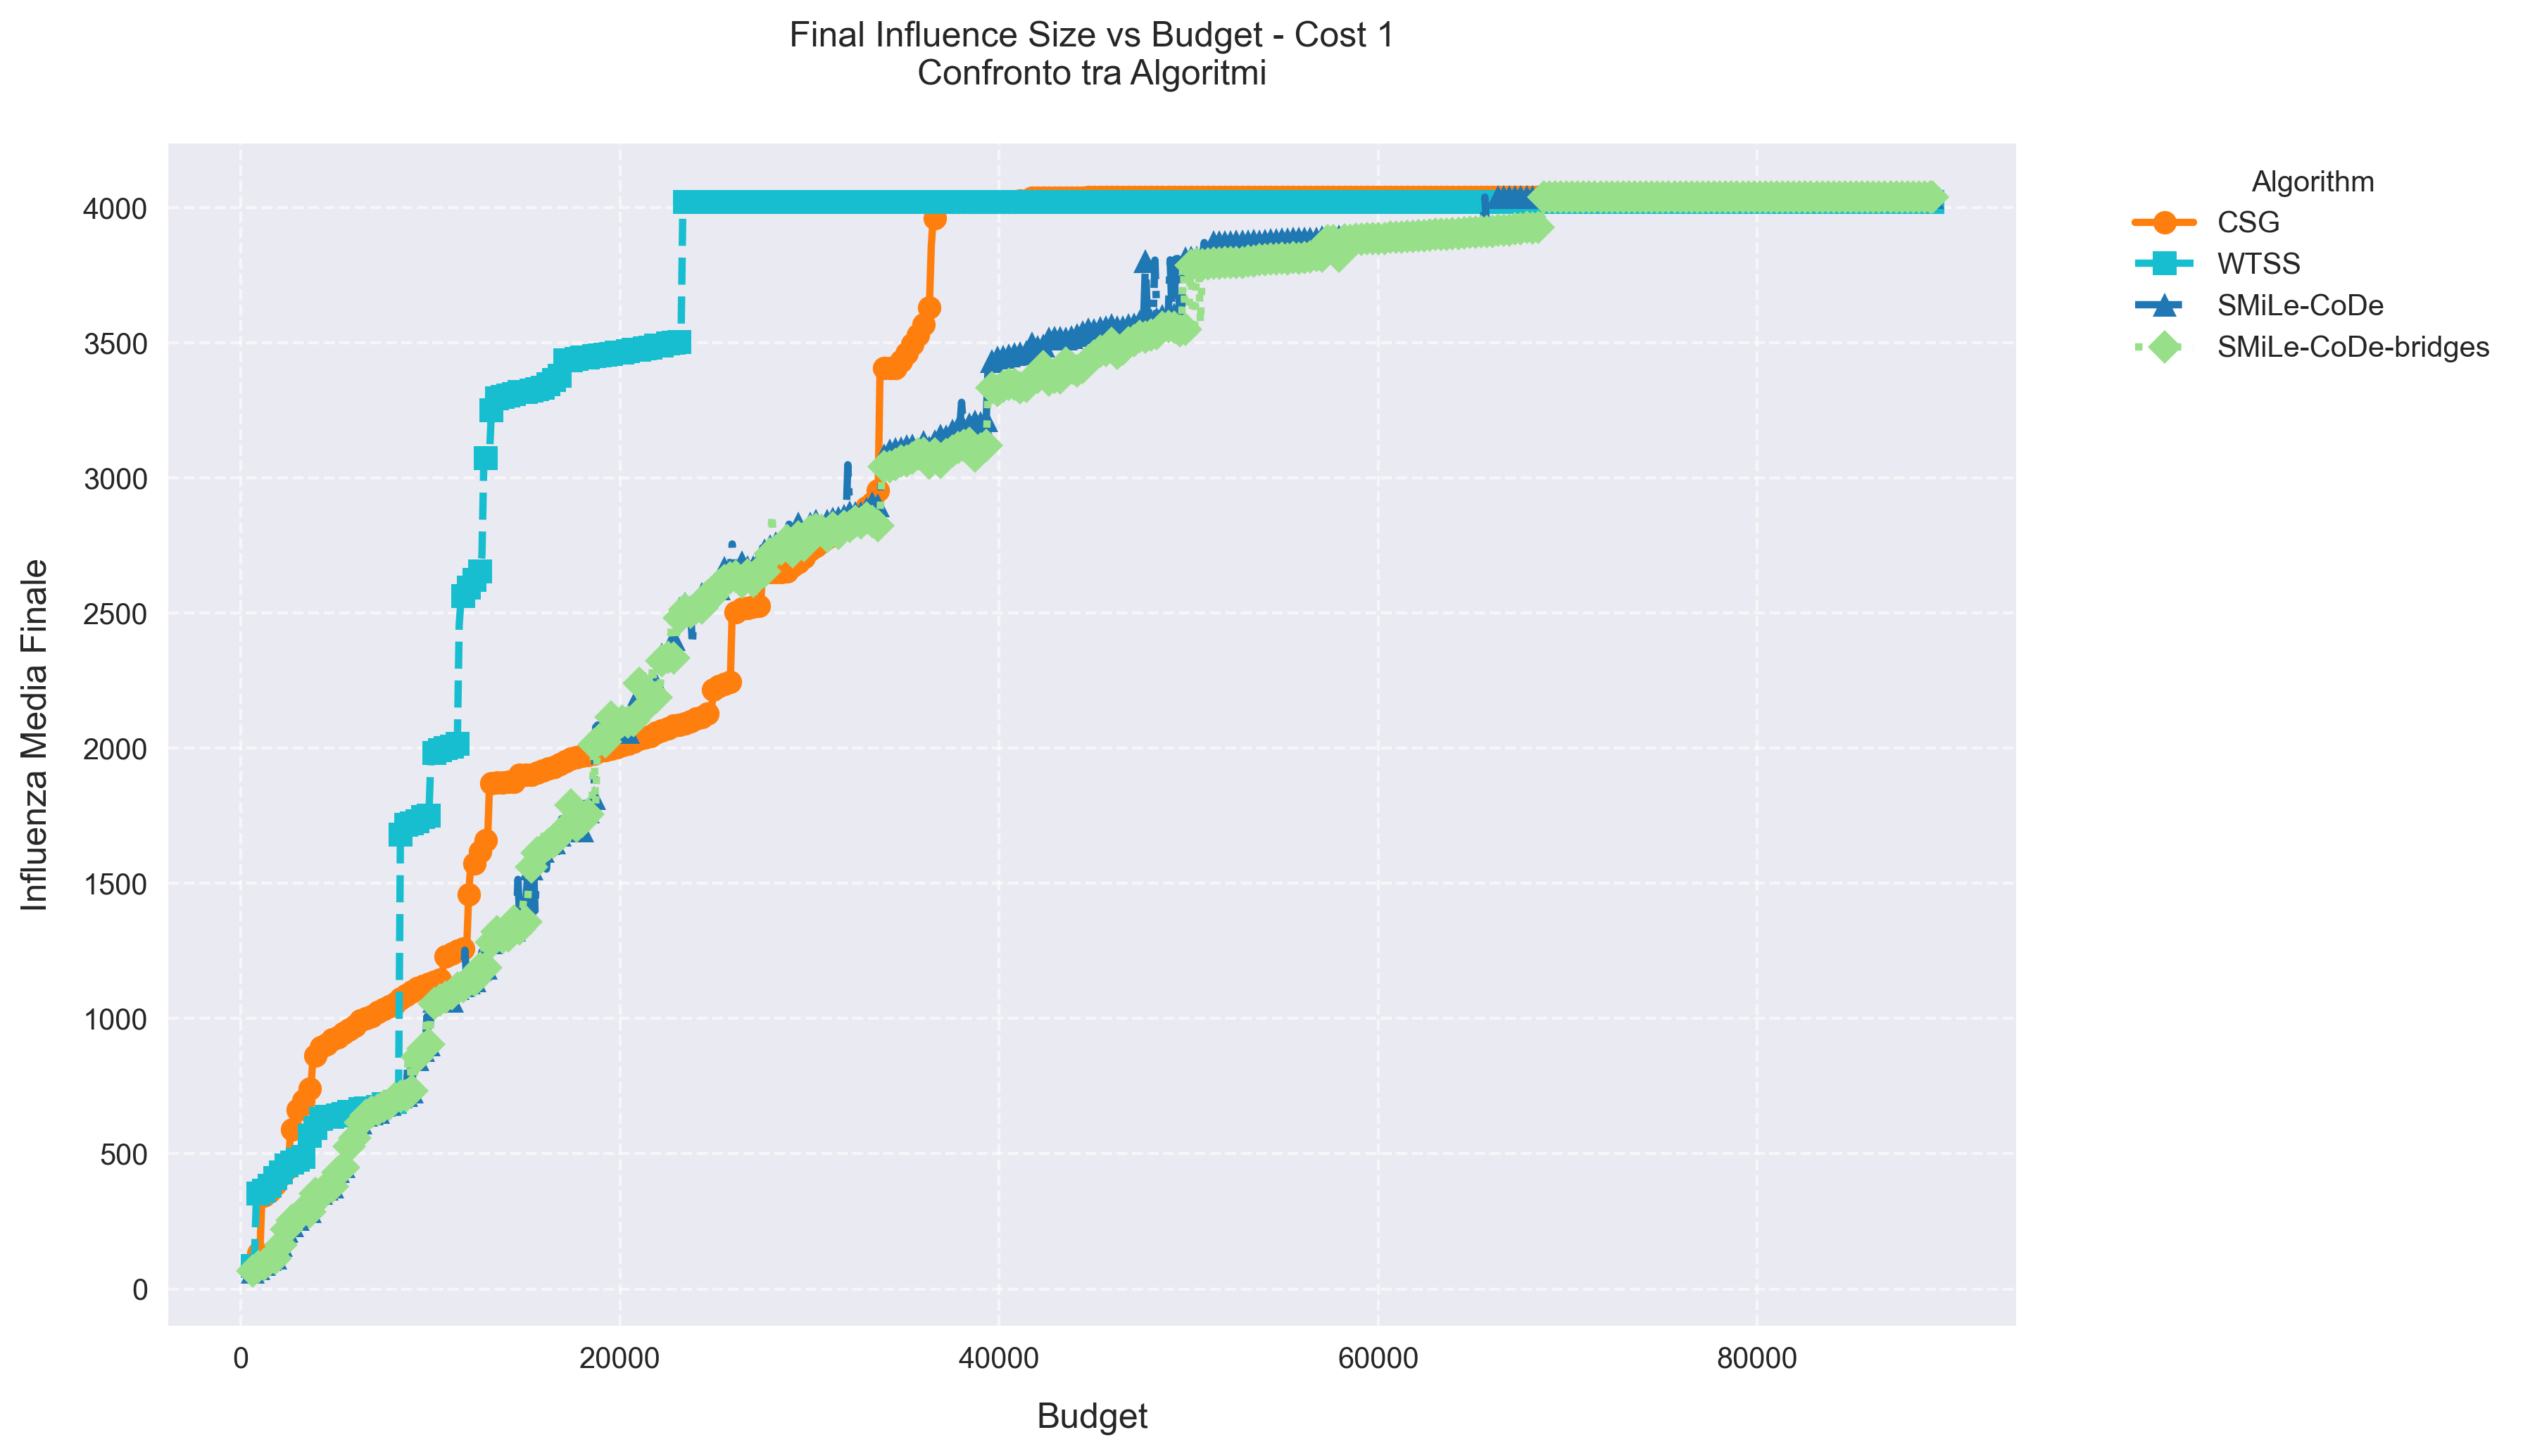 Final Influence Size vs Budget - Cost 1
Confronto tra Algoritmi
Algorithm
CSG
WTSS
SMiLe-CoDe
SMiLe-CoDe-bridges
Influenza Media Finale
4000
3500
3000
2500
2000
1500
1000
500
0
0 20000 40000 60000 80000
Budget